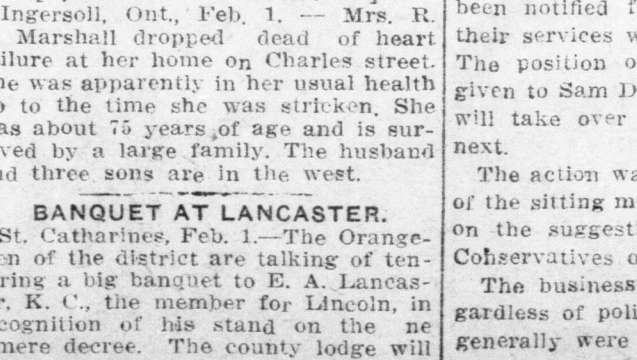 Ingersoll, Ont., Feb. 1. — Mrs. R.
Marshall dropped dead of heart
ilure at her home on Charles street.
he was apparently in her usual health
to the time she was stricken. She
as about 75 years of age and is sur-
ved by a large family. The husband
nd three sons are in the west.
BANQUET AT LANCASTER.
St. Catharines, Feb. 1.—The Orange-
en of the district are talking of ten-
ring a big banquet to E. A. Lancas-
r, K. C., the member for Lincoln, in
cognition of his stand on the ne
mere decree. The county lodge will
been notified f
their services w
The position o
given to Sam D
will take over
next.
The action wa
of the sitting m
on the suggest
Conservatives o
The business
gardless of poli
generally were